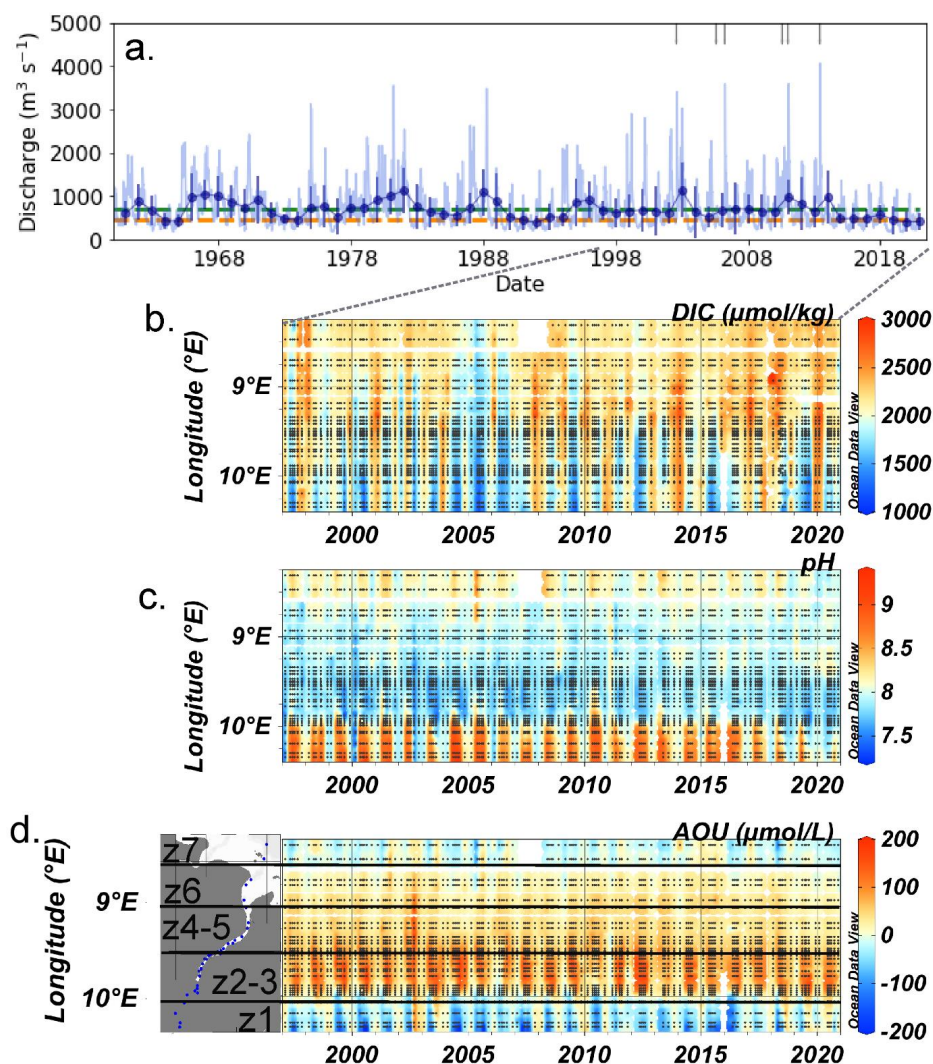 a.
Discharge (m³ s⁻¹)
5000
4000
3000
2000
1000
0
1968 1978 1988 1998 2008 2018
Date
b.
DIC (μmol/kg)
Longitude (°E)
9°E
10°E
2000 2005 2010 2015 2020
3000
2500
2000
1500
1000
Ocean Data View
c.
pH
Longitude (°E)
9°E
10°E
2000 2005 2010 2015 2020
9
8.5
8
7.5
Ocean Data View
d.
AOU (μmol/L)
Longitude (°E)
9°E
10°E
z7
z6
z4-5
z2-3
z1
2000 2005 2010 2015 2020
200
100
0
-100
-200
Ocean Data View